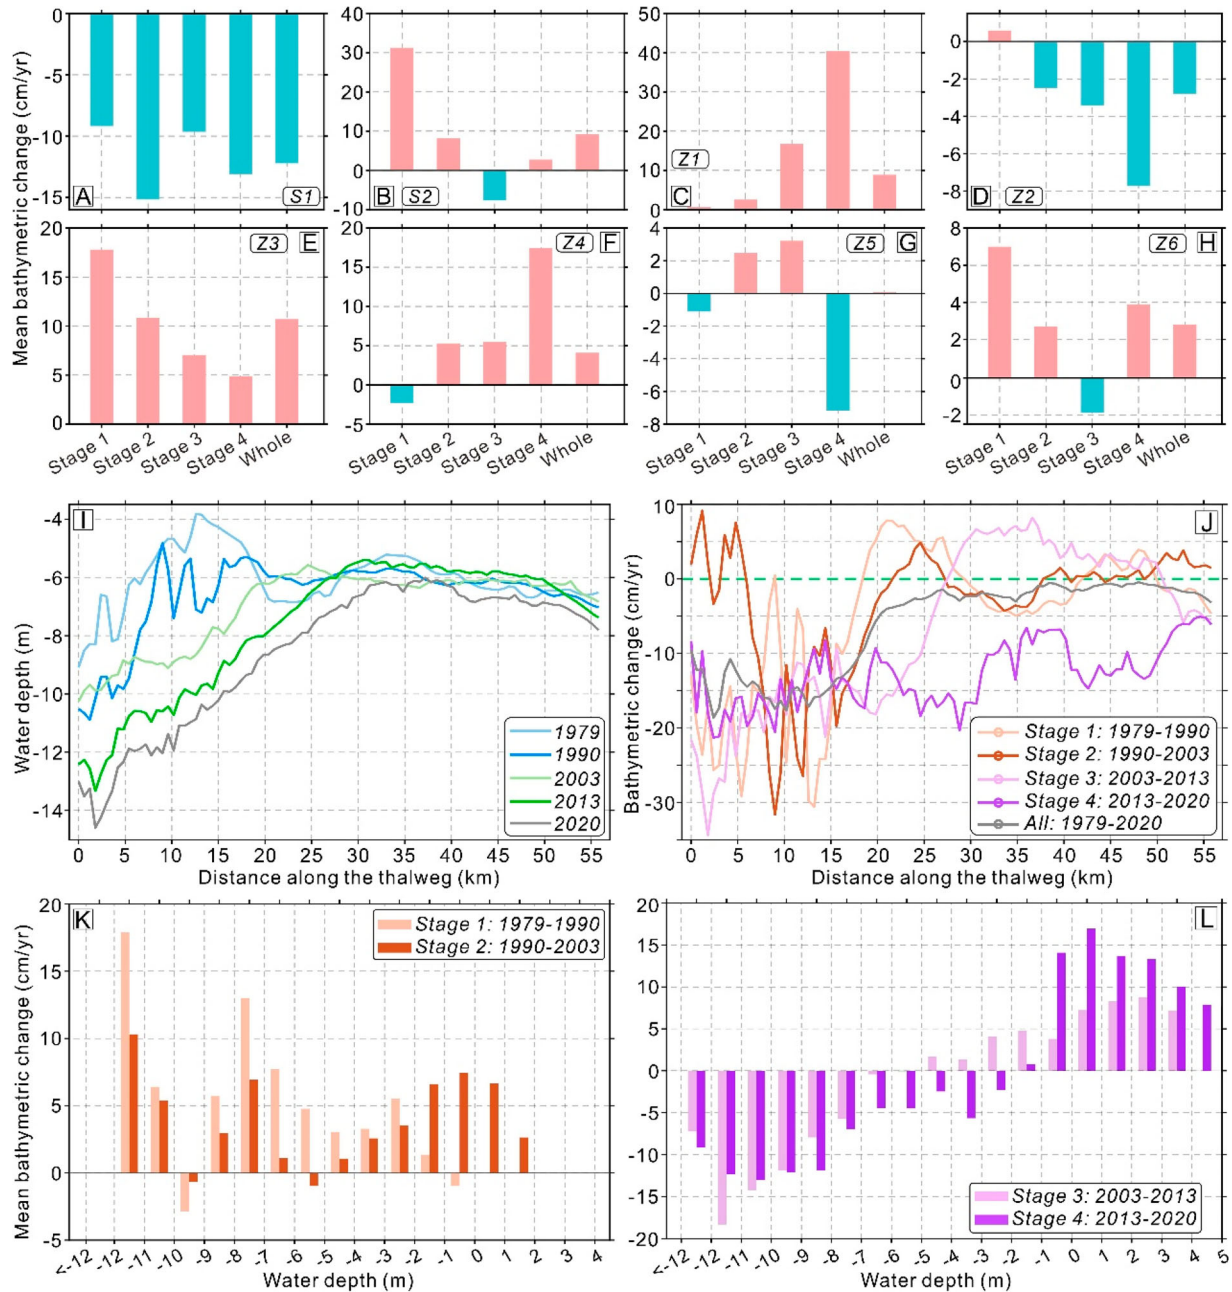 Mean bathymetric change (cm/yr)
0
-5
-10
-15
A
S1
40
30
20
10
0
-10
B
S2
50
40
30
20
10
0
Z1
C
0
-2
-4
-6
-8
D
Z2
20
15
10
5
0
Z3
E
Stage 1
Stage 2
Stage 3
Stage 4
Whole
20
15
10
5
0
-5
Z4
F
Stage 1
Stage 2
Stage 3
Stage 4
Whole
4
2
0
-2
-4
-6
-8
Z5
G
Stage 1
Stage 2
Stage 3
Stage 4
Whole
8
6
4
2
0
-2
Z6
H
Stage 1
Stage 2
Stage 3
Stage 4
Whole
I
Water depth (m)
-4
-6
-8
-10
-12
-14
1979
1990
2003
2013
2020
0 5 10 15 20 25 30 35 40 45 50 55
Distance along the thalweg (km)
J
Bathymetric change (cm/yr)
10
0
-10
-20
-30
Stage 1: 1979-1990
Stage 2: 1990-2003
Stage 3: 2003-2013
Stage 4: 2013-2020
All: 1979-2020
0 5 10 15 20 25 30 35 40 45 50 55
Distance along the thalweg (km)
K
Mean bathymetric change (cm/yr)
20
15
10
5
0
-5
Stage 1: 1979-1990
Stage 2: 1990-2003
<-12 -12 -11 -10 -9 -8 -7 -6 -5 -4 -3 -2 -1 0 1 2 3 4
Water depth (m)
L
20
15
10
5
0
-5
-10
-15
-20
Stage 3: 2003-2013
Stage 4: 2013-2020
<-12 -12 -11 -10 -9 -8 -7 -6 -5 -4 -3 -2 -1 0 1 2 3 4 5
Water depth (m)